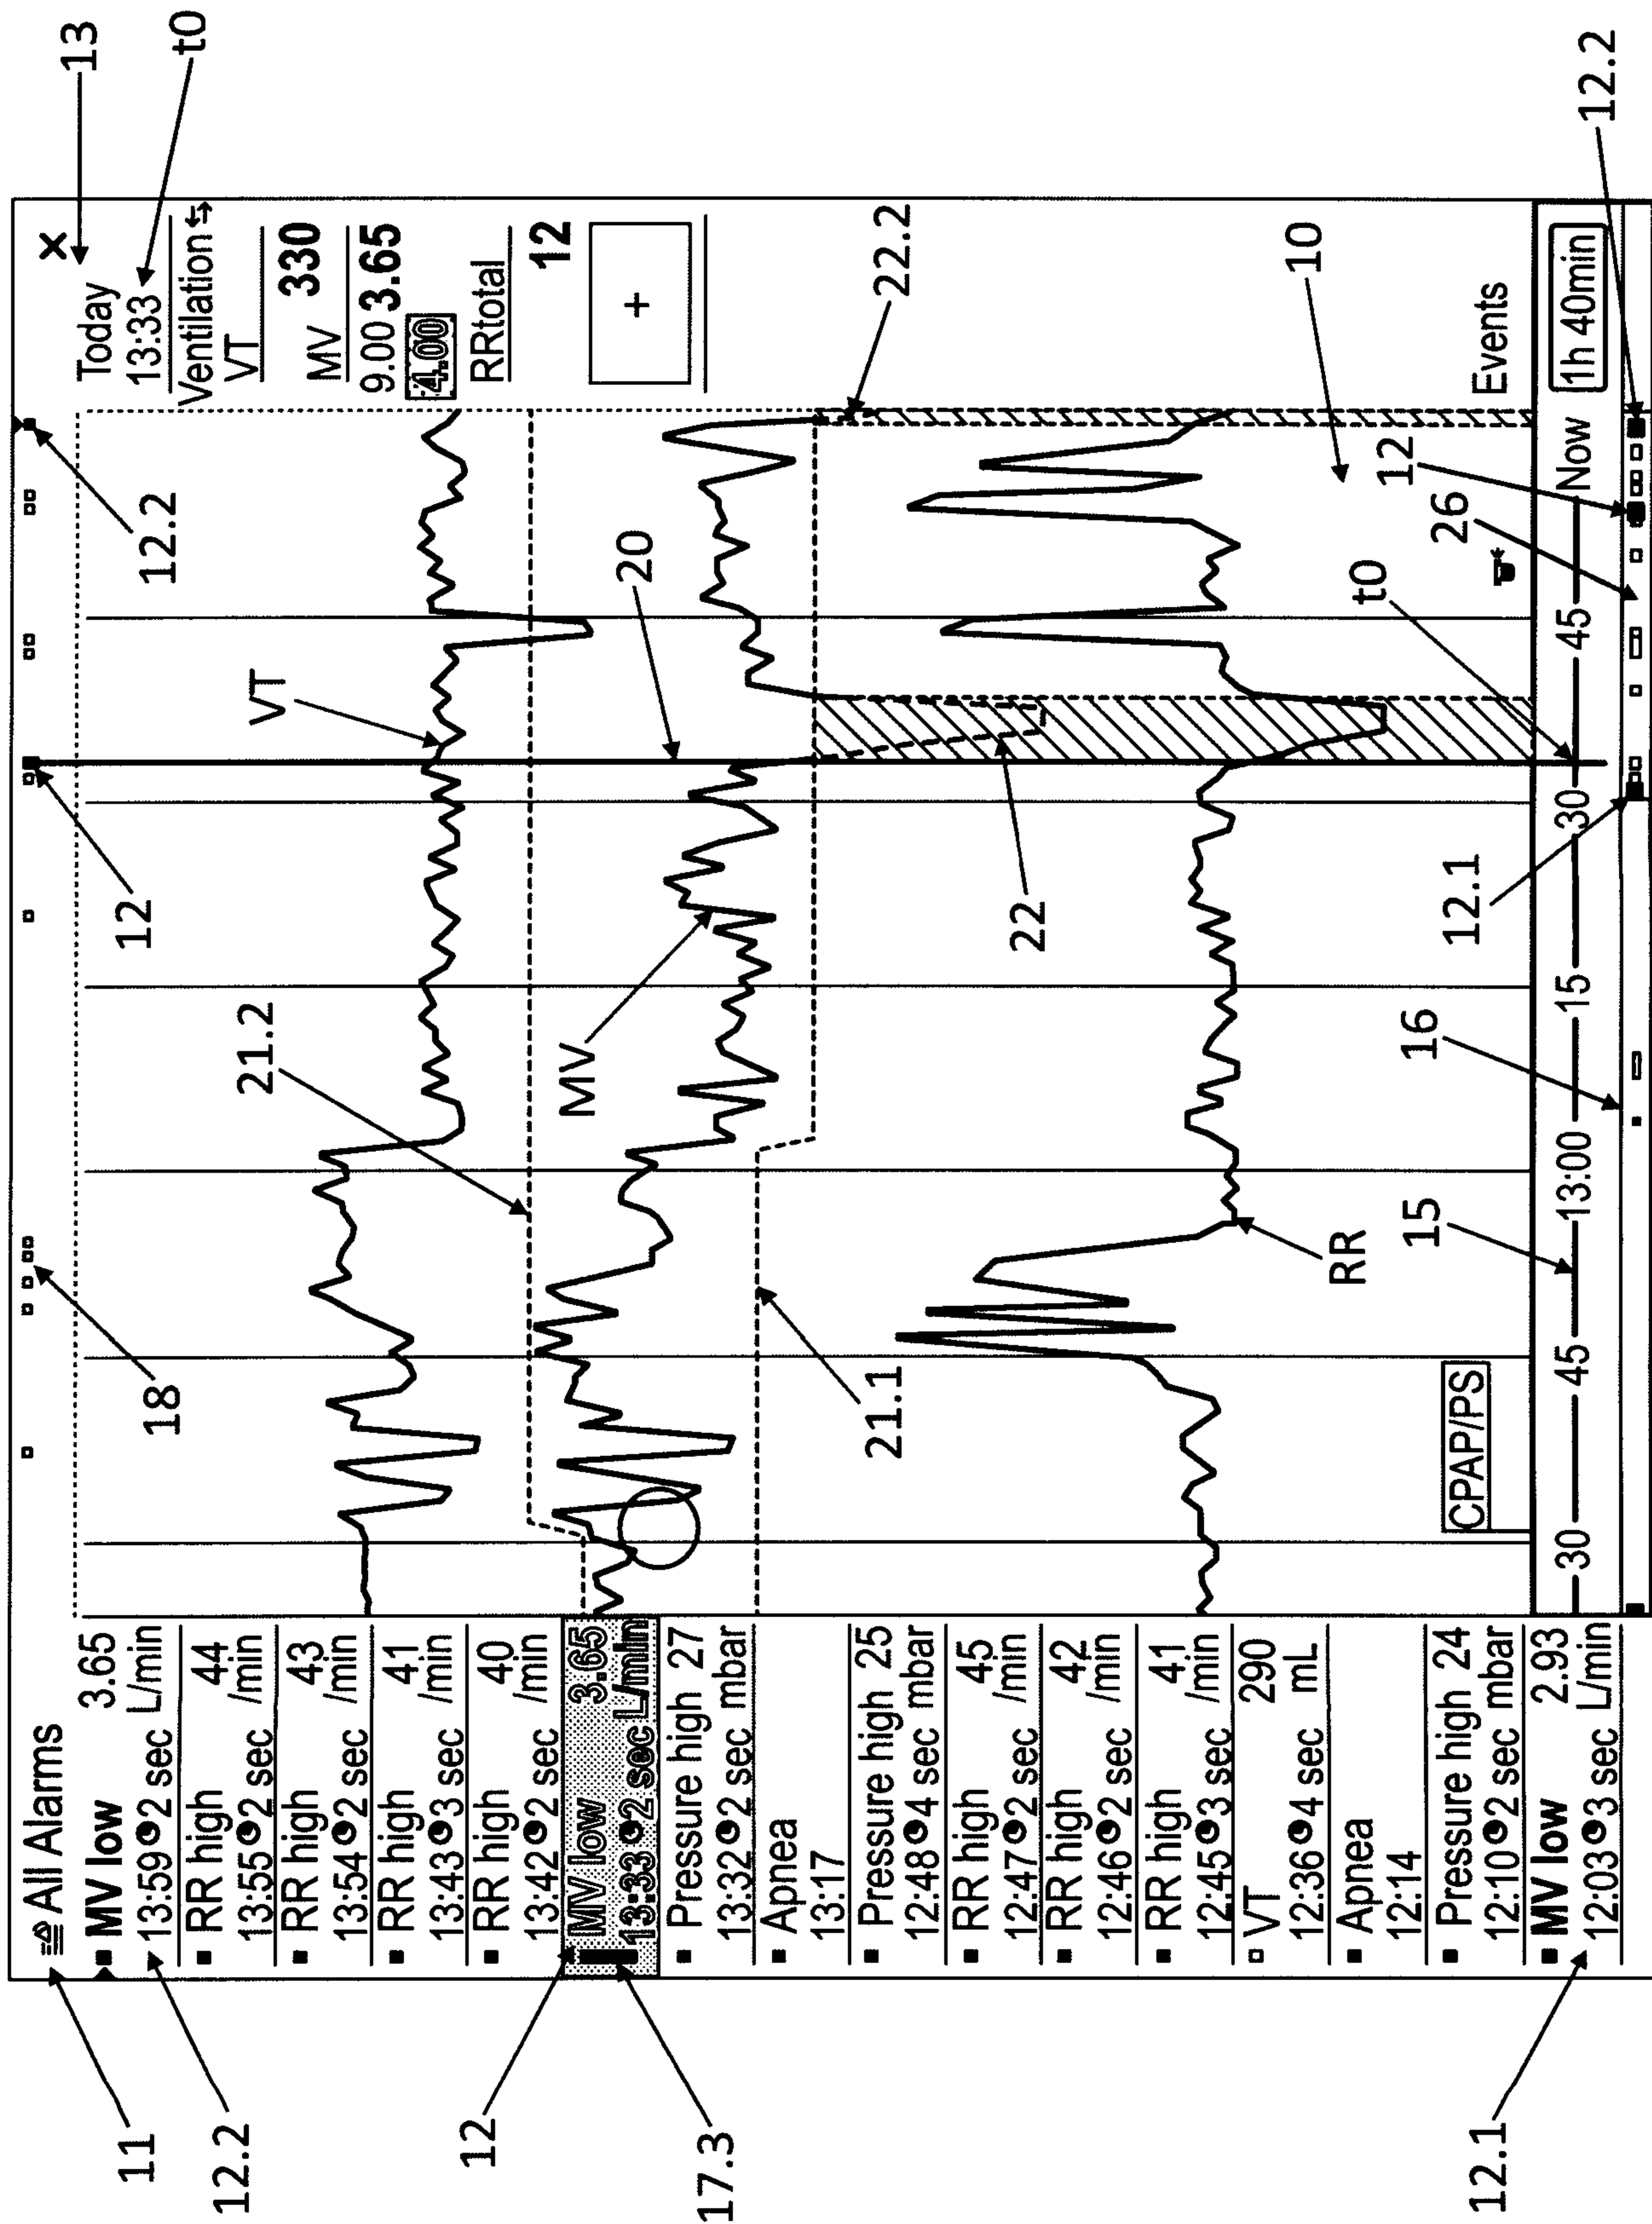 13
t0
12.2
12
18
11
12.2
12
17.3
12.1
All Alarms
MV low 3.65
13:59 2 sec L/min
RR high 44
13:55 2 sec /min
RR high 43
13:54 2 sec /min
RR high 41
13:43 3 sec /min
RR high 40
13:42 2 sec /min
MV low 3.65
13:33 2 sec L/min
Pressure high 27
13:32 2 sec mbar
Apnea
13:17
Pressure high 25
12:48 4 sec mbar
RR high 45
12:47 2 sec /min
RR high 42
12:46 2 sec /min
RR high 41
12:45 3 sec /min
VT 290
12:36 4 sec mL
Apnea
12:14
Pressure high 24
12:10 2 sec mbar
MV low 2.93
12:03 3 sec L/min
VT
21.2
20
MV
22
21.1
RR
10
CPAP/PS
15
16
12.1
t0
26
12
12.2
30 45 13:00 15 30 45 Now
1h 40min
×
Today
13:33
Ventilation
VT
330
MV
9.00 3.65
4.00
RRtotal
12
+
22.2
Events